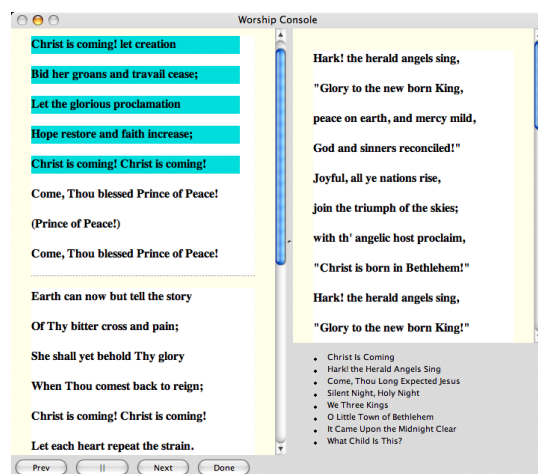 Worship Console
Christ is coming! let creation
Bid her groans and travail cease;
Let the glorious proclamation
Hope restore and faith increase;
Christ is coming! Christ is coming!
Come, Thou blessed Prince of Peace!
(Prince of Peace!)
Come, Thou blessed Prince of Peace!
Earth can now but tell the story
Of Thy bitter cross and pain;
She shall yet behold Thy glory
When Thou comest back to reign;
Christ is coming! Christ is coming!
Let each heart repeat the strain.
Hark! the herald angels sing,
"Glory to the new born King,
peace on earth, and mercy mild,
God and sinners reconciled!"
Joyful, all ye nations rise,
join the triumph of the skies;
with th' angelic host proclaim,
"Christ is born in Bethlehem!"
Hark! the herald angels sing,
"Glory to the new born King!"
Christ Is Coming
Hark! the Herald Angels Sing
Come, Thou Long Expected Jesus
Silent Night, Holy Night
We Three Kings
O Little Town of Bethlehem
It Came Upon the Midnight Clear
What Child Is This?
Prev || Next Done